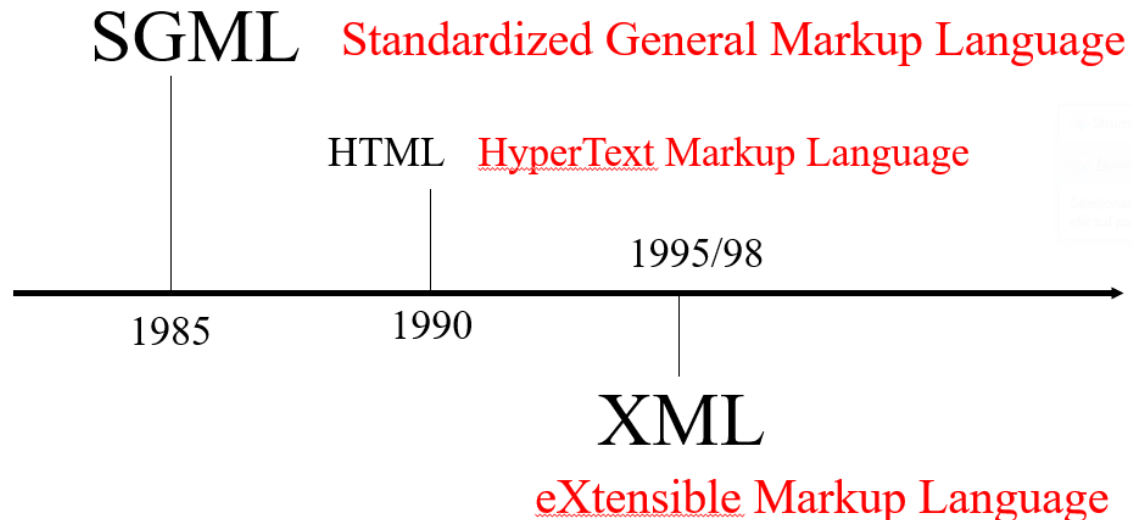 SGML Standardized General Markup Language
HTML HyperText Markup Language
1995/98
1985 1990
XML
eXtensible Markup Language